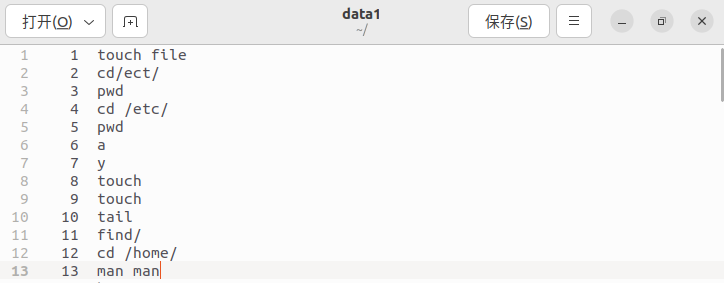 打开(O)
data1
~/
保存(S)
1 1 touch file
2 2 cd/ect/
3 3 pwd
4 4 cd /etc/
5 5 pwd
6 6 a
7 7 y
8 8 touch
9 9 touch
10 10 tail
11 11 find/
12 12 cd /home/
13 13 man man